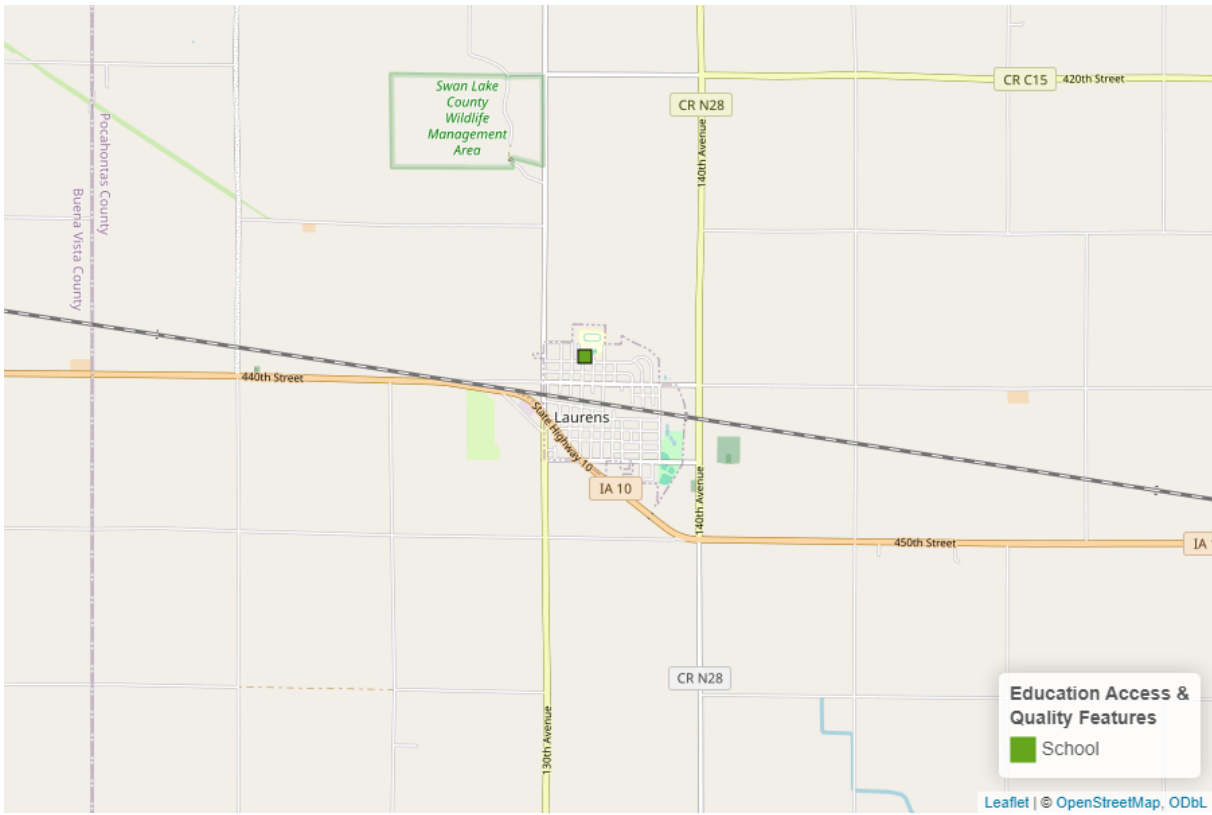 Swan Lake
County
Wildlife
Management
Area
CR C15
420th Street
CR N28
140th Avenue
Pocahontas County
Buena Vista County
440th Street
State Highway 10
Laurens
IA 10
140th Avenue
450th Street
IA
CR N28
130th Avenue
Education Access &
Quality Features
School
Leaflet | © OpenStreetMap, ODbL